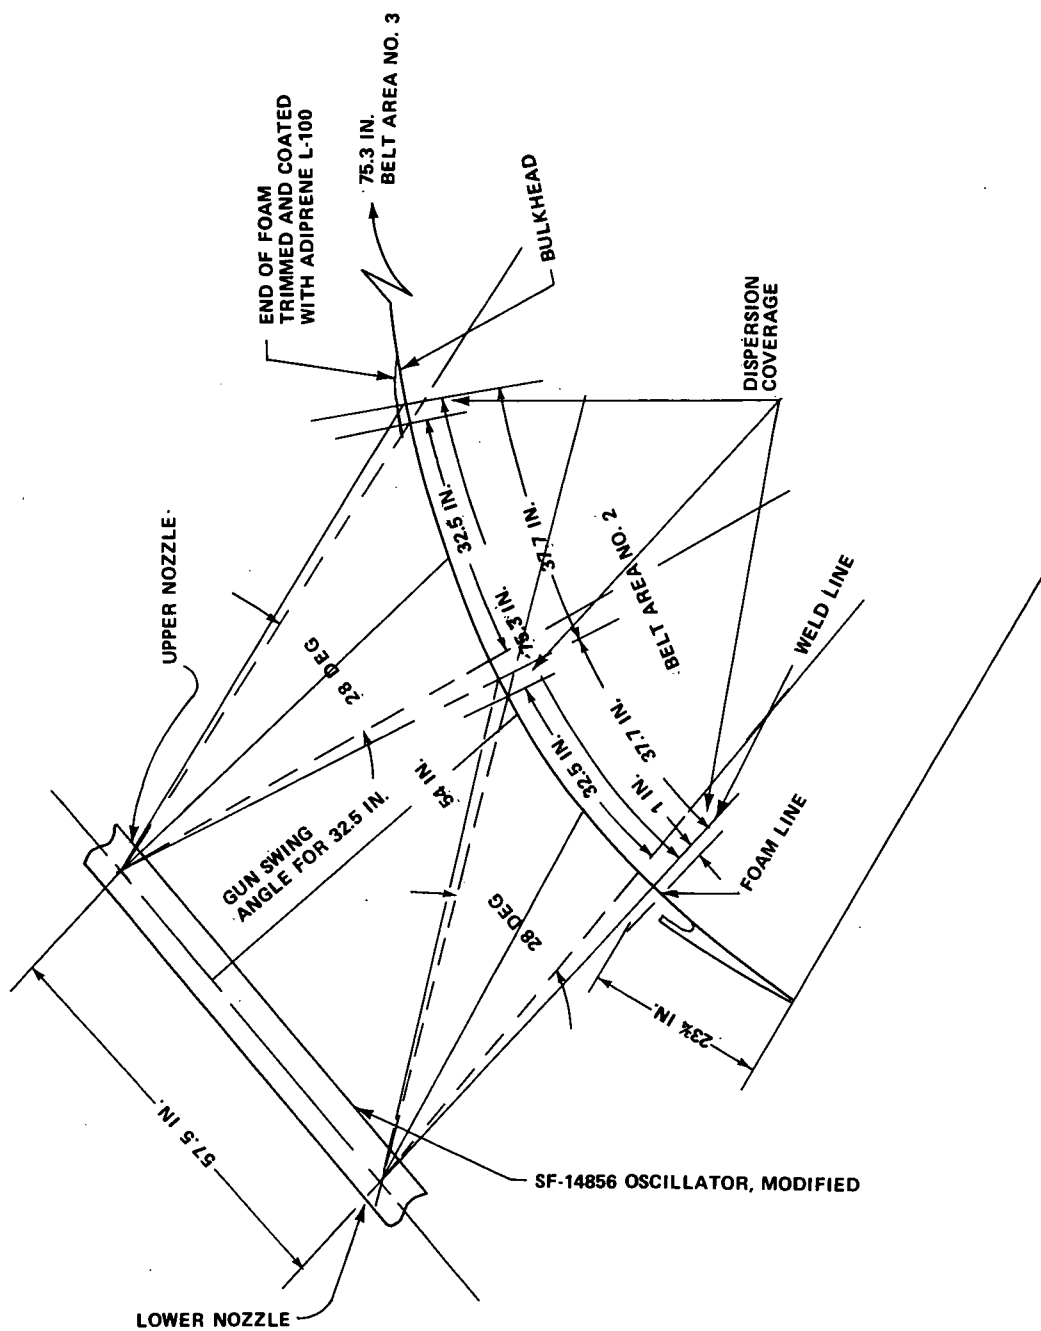 END OF FOAM
TRIMMED AND COATED
WITH ADIPRENE L-100
75.3 IN.
BELT AREA NO. 3
BULKHEAD
UPPER NOZZLE
28 DEG
32.5 IN.
37.7 IN.
75.3 IN.
BELT AREA NO. 2
DISPERSION
COVERAGE
GUN SWING
ANGLE FOR 32.5 IN.
54 IN.
32.5 IN.
1 IN.
37.7 IN.
WELD LINE
FOAM LINE
28 DEG
23¾ IN.
57.5 IN.
SF-14856 OSCILLATOR, MODIFIED
LOWER NOZZLE